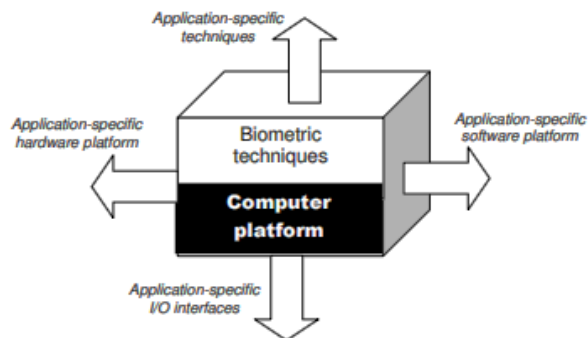 Application-specific
techniques
Application-specific
hardware platform
Application-specific
software platform
Biometric
techniques
Computer
platform
Application-specific
I/O interfaces